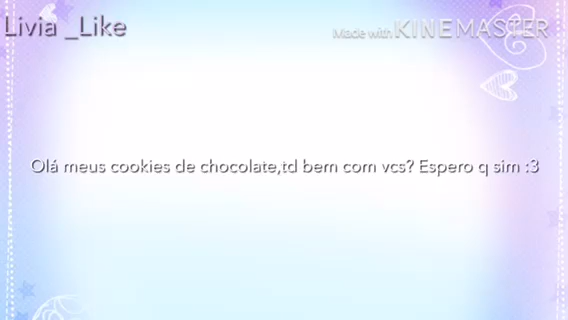 Livia _Like
Made with KINEMASTER
Olá meus cookies de chocolate,td bem com vcs? Espero q sim :3